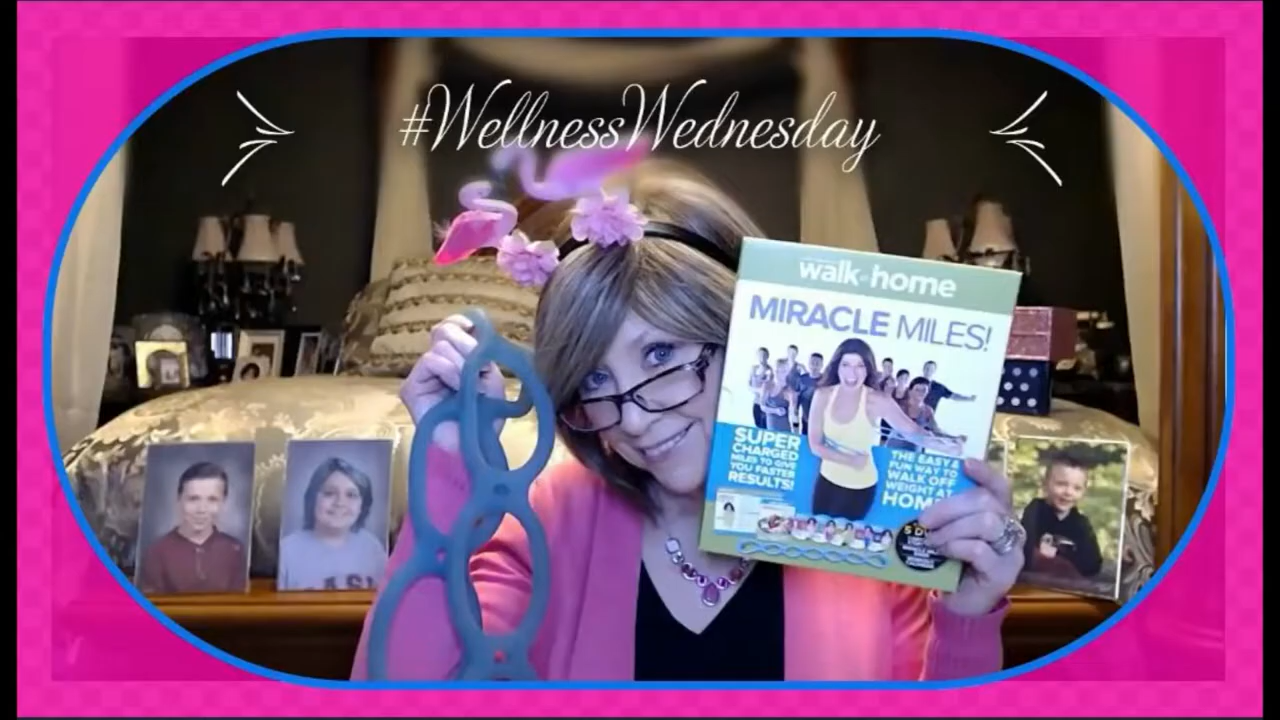 #WellnessWednesday
walk at home
MIRACLE MILES!
SUPER
CHARGED
MILES TO GIVE
YOU FASTER
RESULTS!
THE EASY &
FUN WAY TO
WALK OFF
WEIGHT AT
HOME
5 D